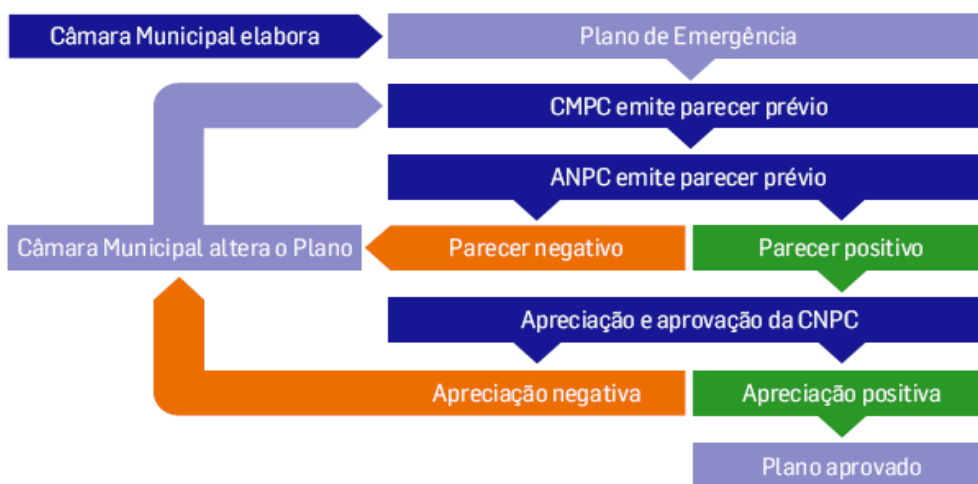 Câmara Municipal elabora
Plano de Emergência
CMPC emite parecer prévio
ANPC emite parecer prévio
Câmara Municipal altera o Plano
Parecer negativo
Parecer positivo
Apreciação e aprovação da CNPC
Apreciação negativa
Apreciação positiva
Plano aprovado